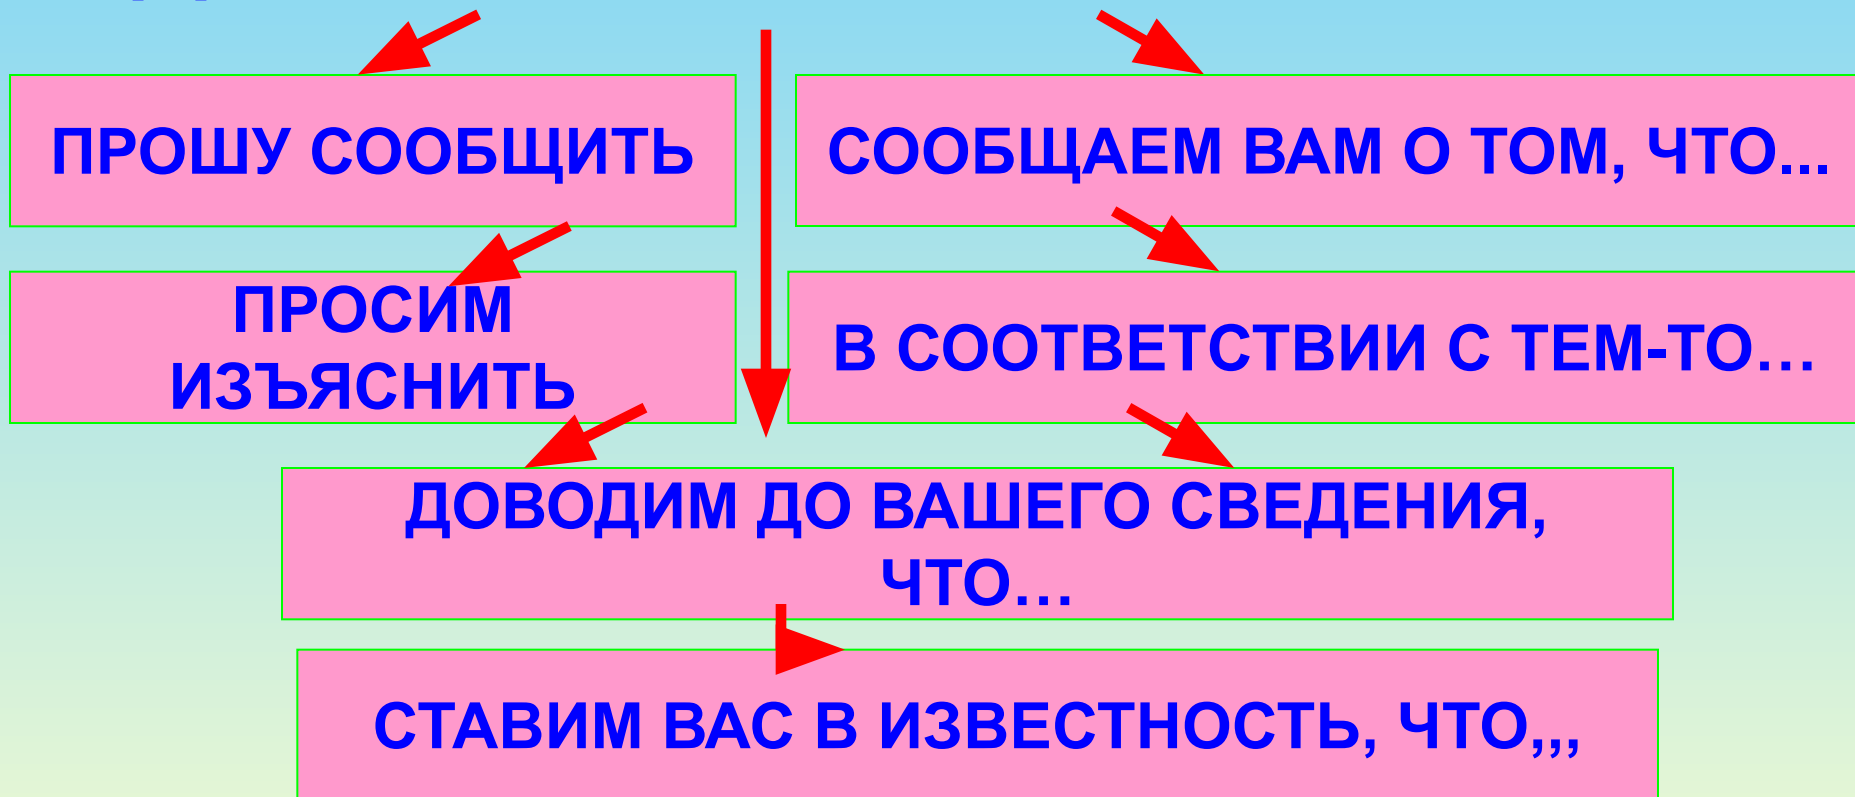 ПРОШУ СООБЩИТЬ
СООБЩАЕМ ВАМ О ТОМ, ЧТО...
ПРОСИМ
ИЗЪЯСНИТЬ
В СООТВЕТСТВИИ С ТЕМ-ТО…
ДОВОДИМ ДО ВАШЕГО СВЕДЕНИЯ,
ЧТО…
СТАВИМ ВАС В ИЗВЕСТНОСТЬ, ЧТО,,,